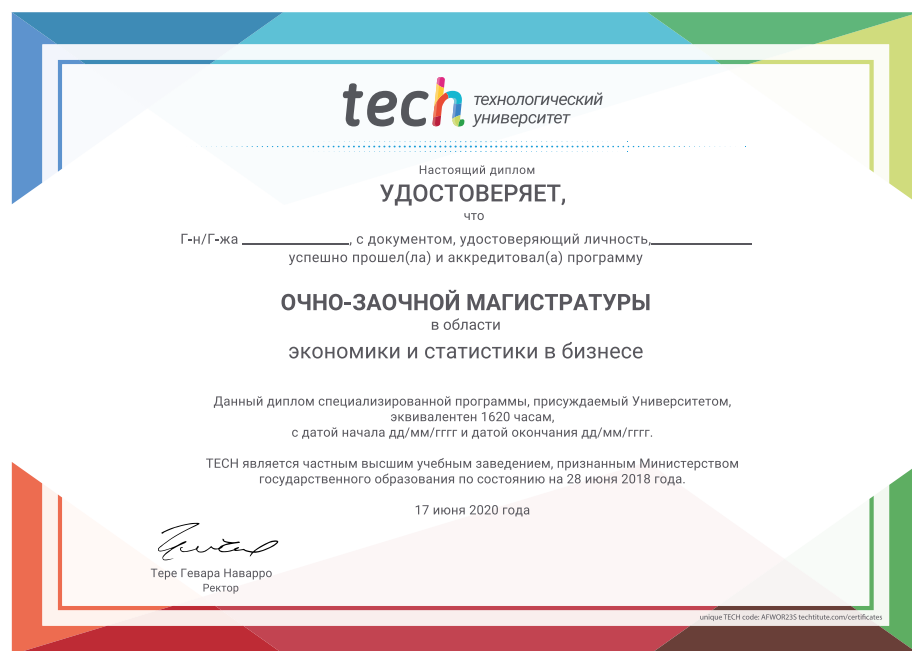 tech технологический
университет
Настоящий диплом
УДОСТОВЕРЯЕТ,
что
Г-н/Г-жа ______________, с документом, удостоверяющий личность,______________
успешно прошел(ла) и аккредитовал(а) программу
ОЧНО-ЗАОЧНОЙ МАГИСТРАТУРЫ
в области
экономики и статистики в бизнесе
Данный диплом специализированной программы, присуждаемый Университетом,
эквивалентен 1620 часам,
с датой начала дд/мм/гггг и датой окончания дд/мм/гггг.
TECH является частным высшим учебным заведением, признанным Министерством
государственного образования по состоянию на 28 июня 2018 года.
17 июня 2020 года
Тере Гевара Наварро
Ректор
unique TECH code: AFWOR23S techtitute.com/certificates